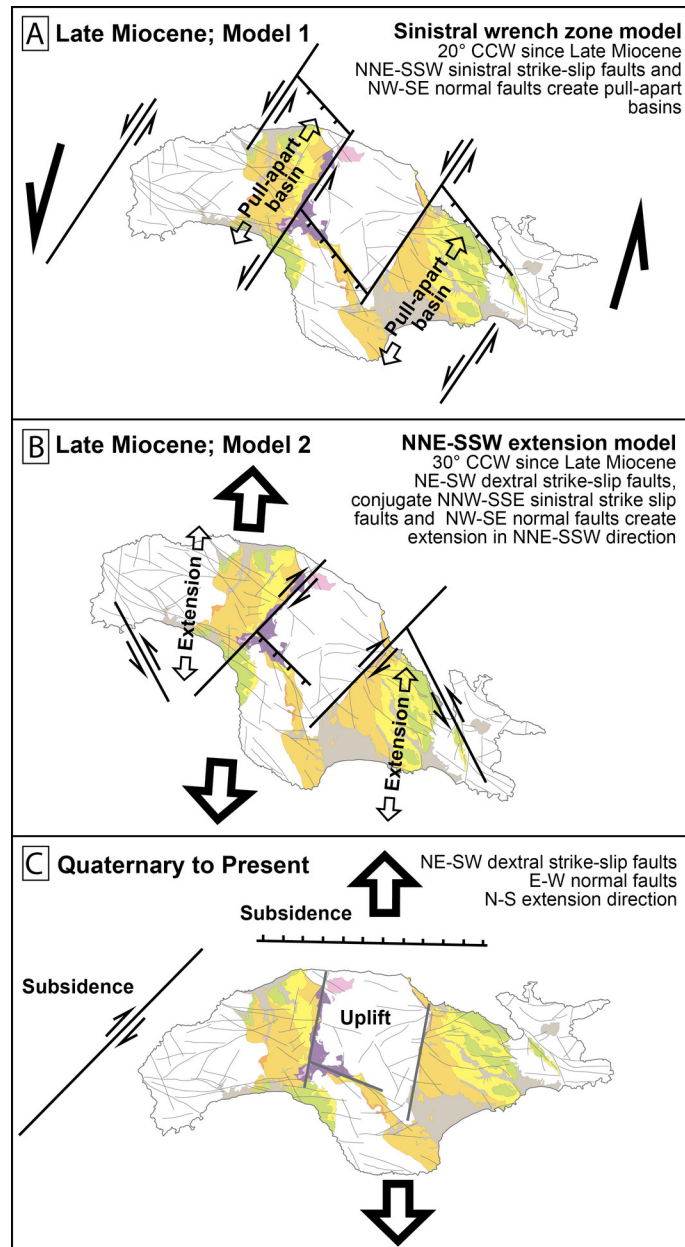 A Late Miocene; Model 1
Sinistral wrench zone model
20° CCW since Late Miocene
NNE-SSW sinistral strike-slip faults and
NW-SE normal faults create pull-apart
basins
Pull-apart
basin
Pull-apart
basin
B Late Miocene; Model 2
NNE-SSW extension model
30° CCW since Late Miocene
NE-SW dextral strike-slip faults,
conjugate NNW-SSE sinistral strike slip
faults and NW-SE normal faults create
extension in NNE-SSW direction
Extension
Extension
C Quaternary to Present
NE-SW dextral strike-slip faults
E-W normal faults
N-S extension direction
Subsidence
Subsidence
Uplift